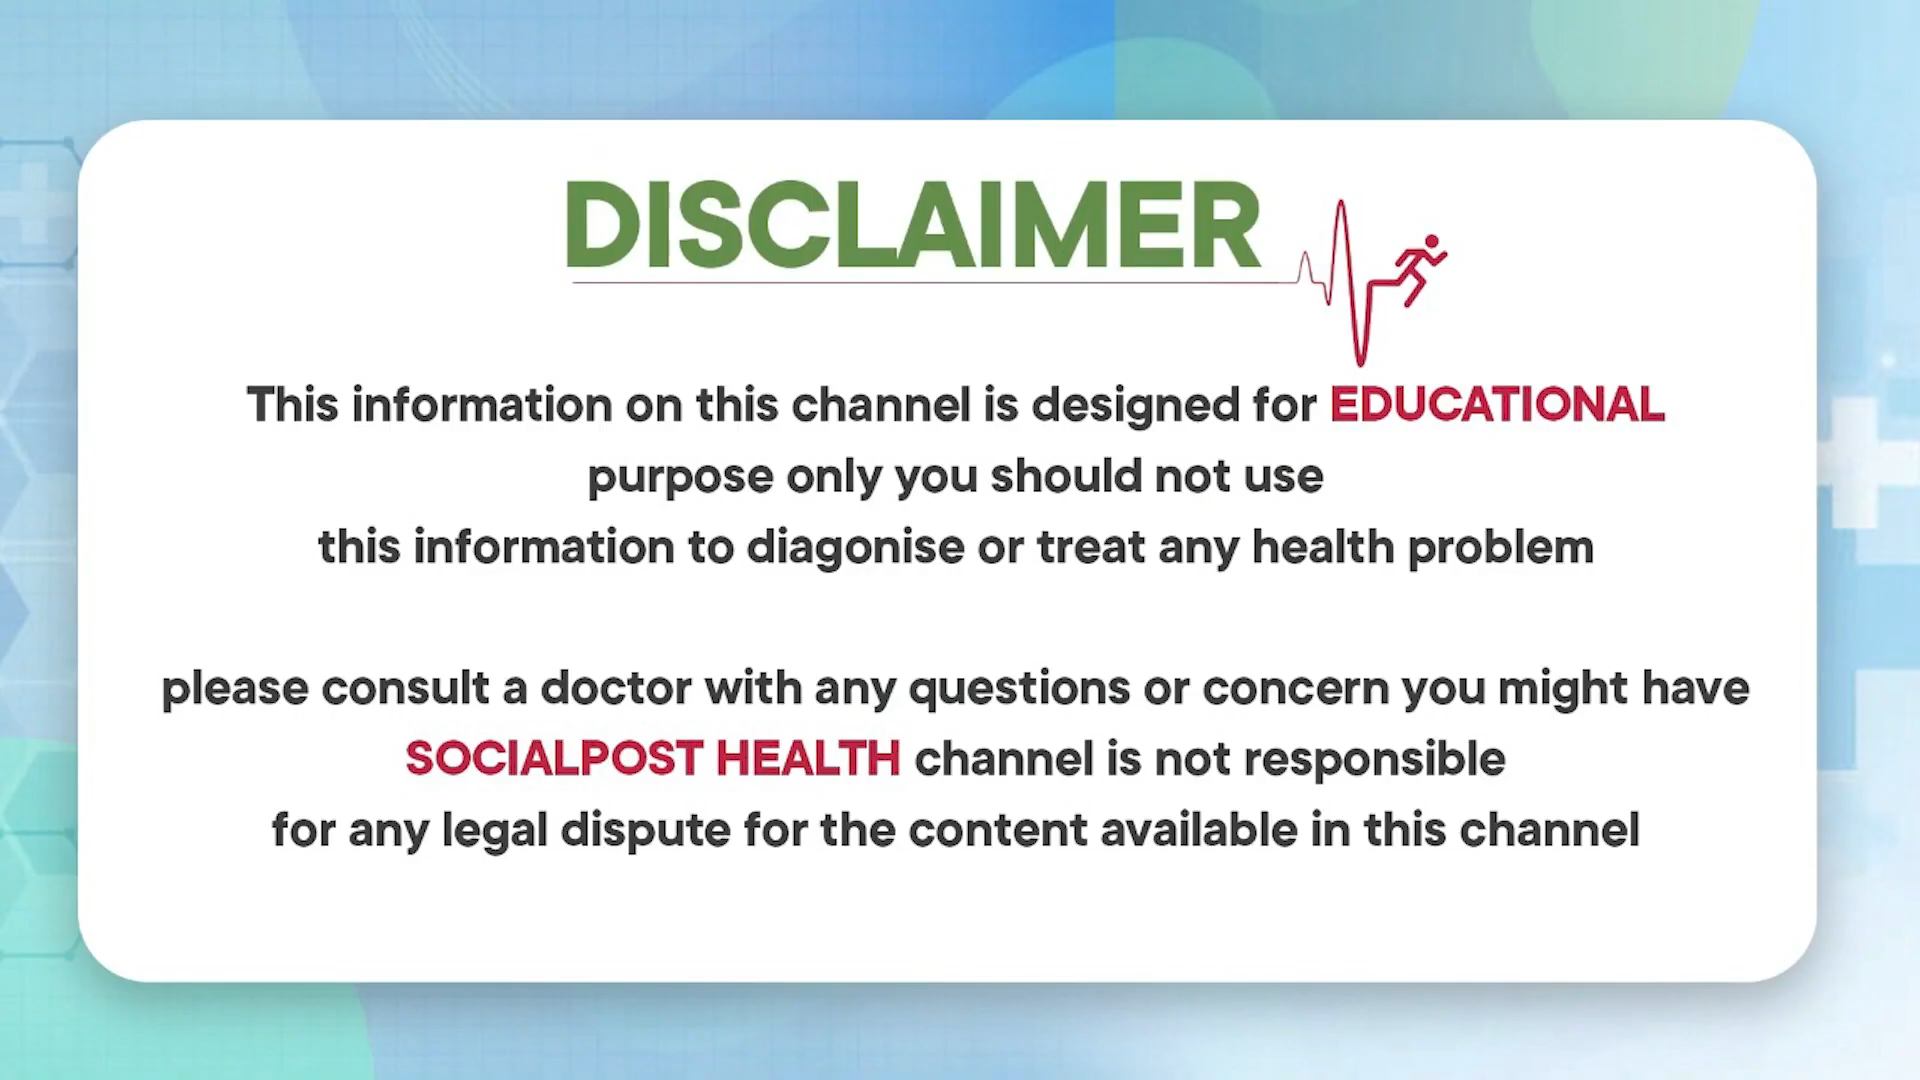 DISCLAIMER
This information on this channel is designed for EDUCATIONAL
purpose only you should not use
this information to diagonise or treat any health problem
please consult a doctor with any questions or concern you might have
SOCIALPOST HEALTH channel is not responsible
for any legal dispute for the content available in this channel